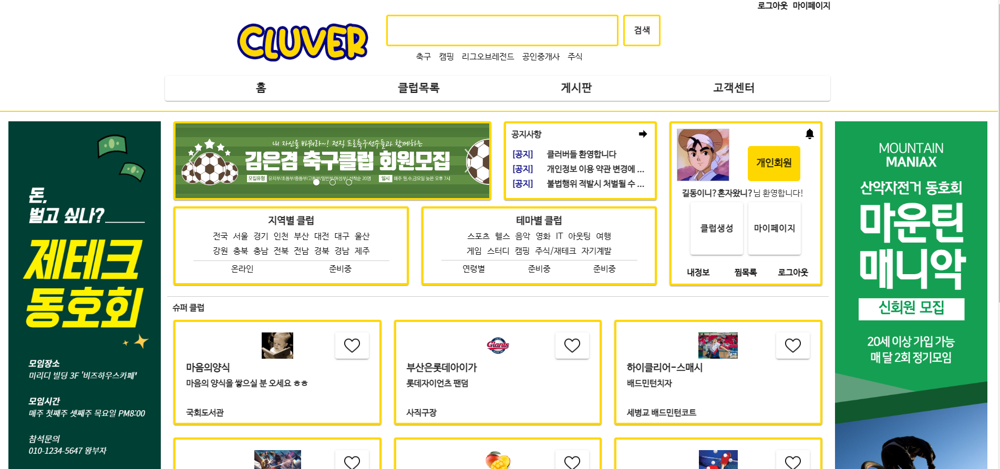 로그아웃 마이페이지
CLUVER
검색
축구 캠핑 리그오브레전드 공인중개사 주식
홈 클럽목록 게시판 고객센터
돈,
벌고 싶나?
제테크
동호회
모임장소
미리디 빌딩 3F '비즈하우스카페'
모임시간
매주 첫째주 셋째주 목요일 PM8:00
참석문의
010-1234-5647 왕부자
내 자신을 바꿔라~! 전직 프로축구선수들과 함께하는
김은겸 축구클럽 회원모집
모집유형 유치부/초등부/중등부/고등부/일반부/여성부/ 선착순 20명 일시 매주 월,수,금요일 늦은 오후 7시
공지사항
[공지] 클러버들 환영합니다
[공지] 개인정보 이용 약관 변경에 ...
[공지] 불법행위 적발시 처벌될 수 ...
개인회원
길동이니? 혼자왔니? 님 환영합니다!
클럽생성 마이페이지
내정보 찜목록 로그아웃
지역별 클럽
전국 서울 경기 인천 부산 대전 대구 울산
강원 충북 충남 전북 전남 경북 경남 제주
온라인 준비중
테마별 클럽
스포츠 헬스 음악 영화 IT 아웃팅 여행
게임 스터디 캠핑 주식/재테크 자기계발
연령별 준비중 준비중
슈퍼 클럽
마음의양식
마음의 양식을 쌓으실 분 오세요 ㅎㅎ
국회도서관
Giants
부산은롯데아이가
롯데자이언츠 팬덤
사직구장
하이클리어-스매시
배드민턴치자
세병교 배드민턴코트
MOUNTAIN
MANIAX
산악자전거 동호회
마운틴
매니악
신회원 모집
20세 이상 가입 가능
매 달 2회 정기모임